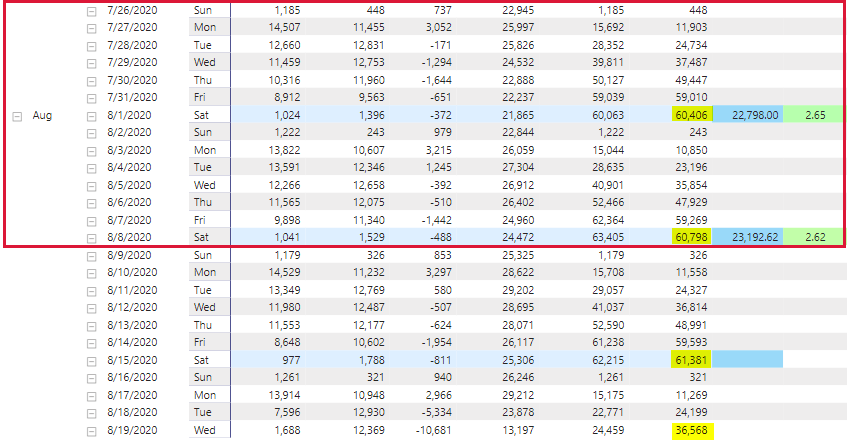 7/26/2020 Sun 1,185 448 737 22,945 1,185 448
7/27/2020 Mon 14,507 11,455 3,052 25,997 15,692 11,903
7/28/2020 Tue 12,660 12,831 -171 25,826 28,352 24,734
7/29/2020 Wed 11,459 12,753 -1,294 24,532 39,811 37,487
7/30/2020 Thu 10,316 11,960 -1,644 22,888 50,127 49,447
7/31/2020 Fri 8,912 9,563 -651 22,237 59,039 59,010
Aug 8/1/2020 Sat 1,024 1,396 -372 21,865 60,063 60,406 22,798.00 2.65
8/2/2020 Sun 1,222 243 979 22,844 1,222 243
8/3/2020 Mon 13,822 10,607 3,215 26,059 15,044 10,850
8/4/2020 Tue 13,591 12,346 1,245 27,304 28,635 23,196
8/5/2020 Wed 12,266 12,658 -392 26,912 40,901 35,854
8/6/2020 Thu 11,565 12,075 -510 26,402 52,466 47,929
8/7/2020 Fri 9,898 11,340 -1,442 24,960 62,364 59,269
8/8/2020 Sat 1,041 1,529 -488 24,472 63,405 60,798 23,192.62 2.62
8/9/2020 Sun 1,179 326 853 25,325 1,179 326
8/10/2020 Mon 14,529 11,232 3,297 28,622 15,708 11,558
8/11/2020 Tue 13,349 12,769 580 29,202 29,057 24,327
8/12/2020 Wed 11,980 12,487 -507 28,695 41,037 36,814
8/13/2020 Thu 11,553 12,177 -624 28,071 52,590 48,991
8/14/2020 Fri 8,648 10,602 -1,954 26,117 61,238 59,593
8/15/2020 Sat 977 1,788 -811 25,306 62,215 61,381
8/16/2020 Sun 1,261 321 940 26,246 1,261 321
8/17/2020 Mon 13,914 10,948 2,966 29,212 15,175 11,269
8/18/2020 Tue 7,596 12,930 -5,334 23,878 22,771 24,199
8/19/2020 Wed 1,688 12,369 -10,681 13,197 24,459 36,568